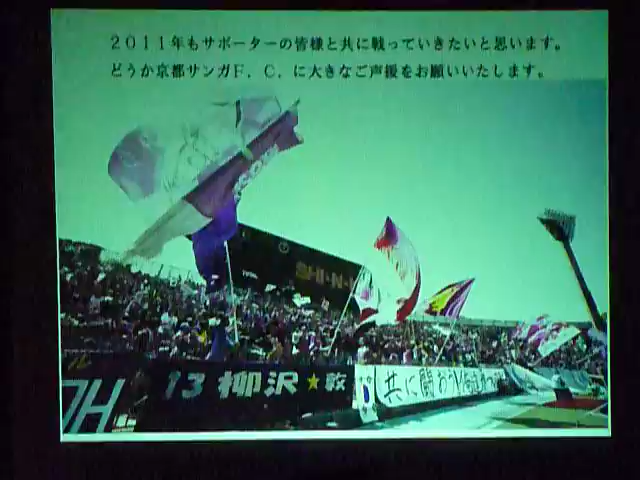 ２０１１年もサポーターの皆様と共に戦っていきたいと思います。
どうか京都サンガＦ．Ｃ．に大きなご声援をお願いいたします。
SHI-N
13 柳沢★敦
共に闘おう